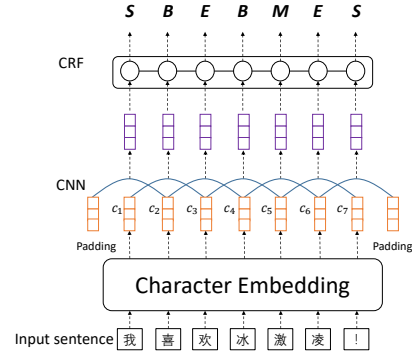 S B E B M E S
CRF
CNN
c1 c2 c3 c4 c5 c6 c7
Padding Padding
Character Embedding
Input sentence 我 喜 欢 冰 激 凌 !